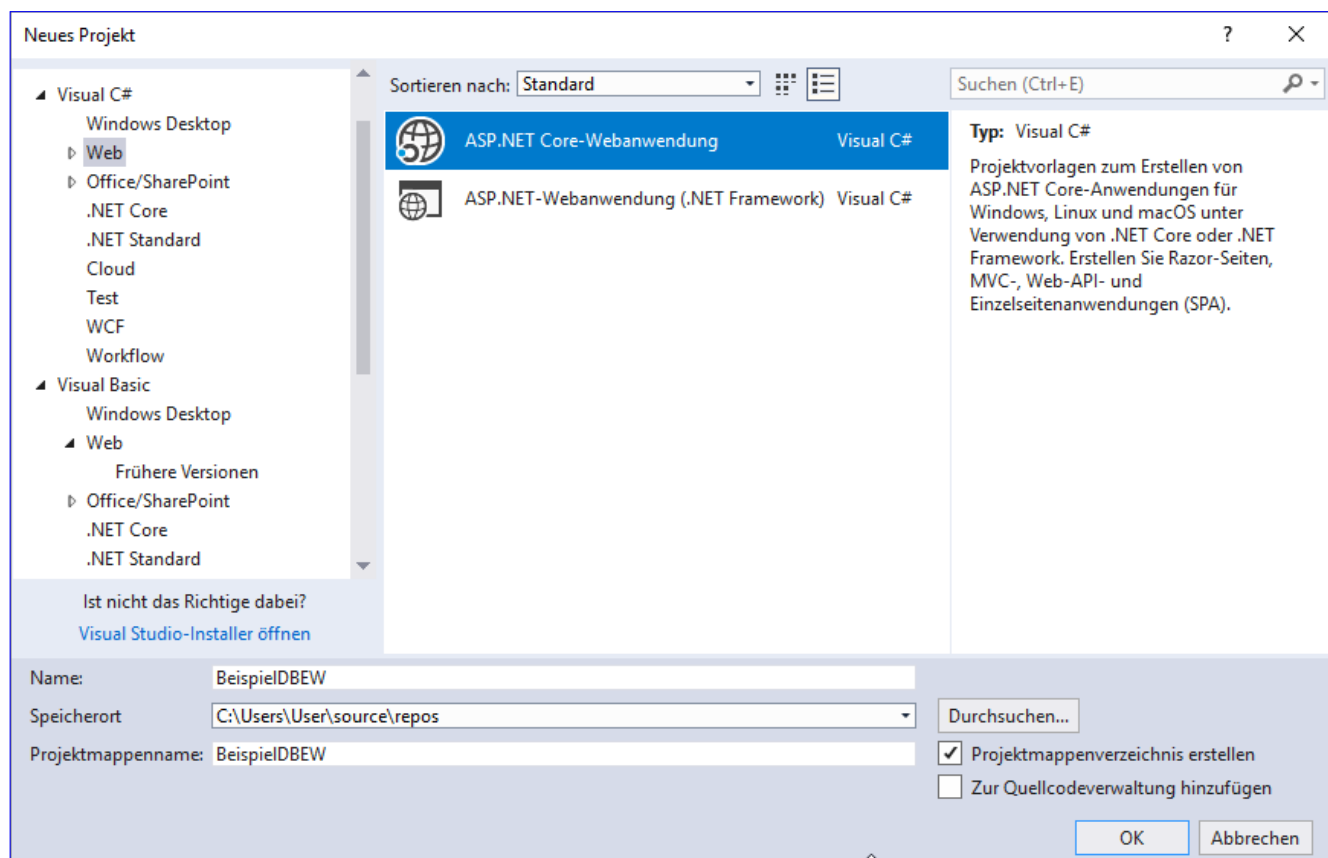 Neues Projekt
Visual C#
Windows Desktop
Web
Office/SharePoint
.NET Core
.NET Standard
Cloud
Test
WCF
Workflow
Visual Basic
Windows Desktop
Web
Frühere Versionen
Office/SharePoint
.NET Core
.NET Standard
Ist nicht das Richtige dabei?
Visual Studio-Installer öffnen
Sortieren nach: Standard
ASP.NET Core-Webanwendung Visual C#
ASP.NET-Webanwendung (.NET Framework) Visual C#
Suchen (Ctrl+E)
Typ: Visual C#
Projektvorlagen zum Erstellen von
ASP.NET Core-Anwendungen für
Windows, Linux und macOS unter
Verwendung von .NET Core oder .NET
Framework. Erstellen Sie Razor-Seiten,
MVC-, Web-API- und
Einzelseitenanwendungen (SPA).
Name: BeispielDBEW
Speicherort C:\Users\User\source\repos Durchsuchen...
Projektmappenname: BeispielDBEW
Projektmappenverzeichnis erstellen
Zur Quellcodeverwaltung hinzufügen
OK Abbrechen